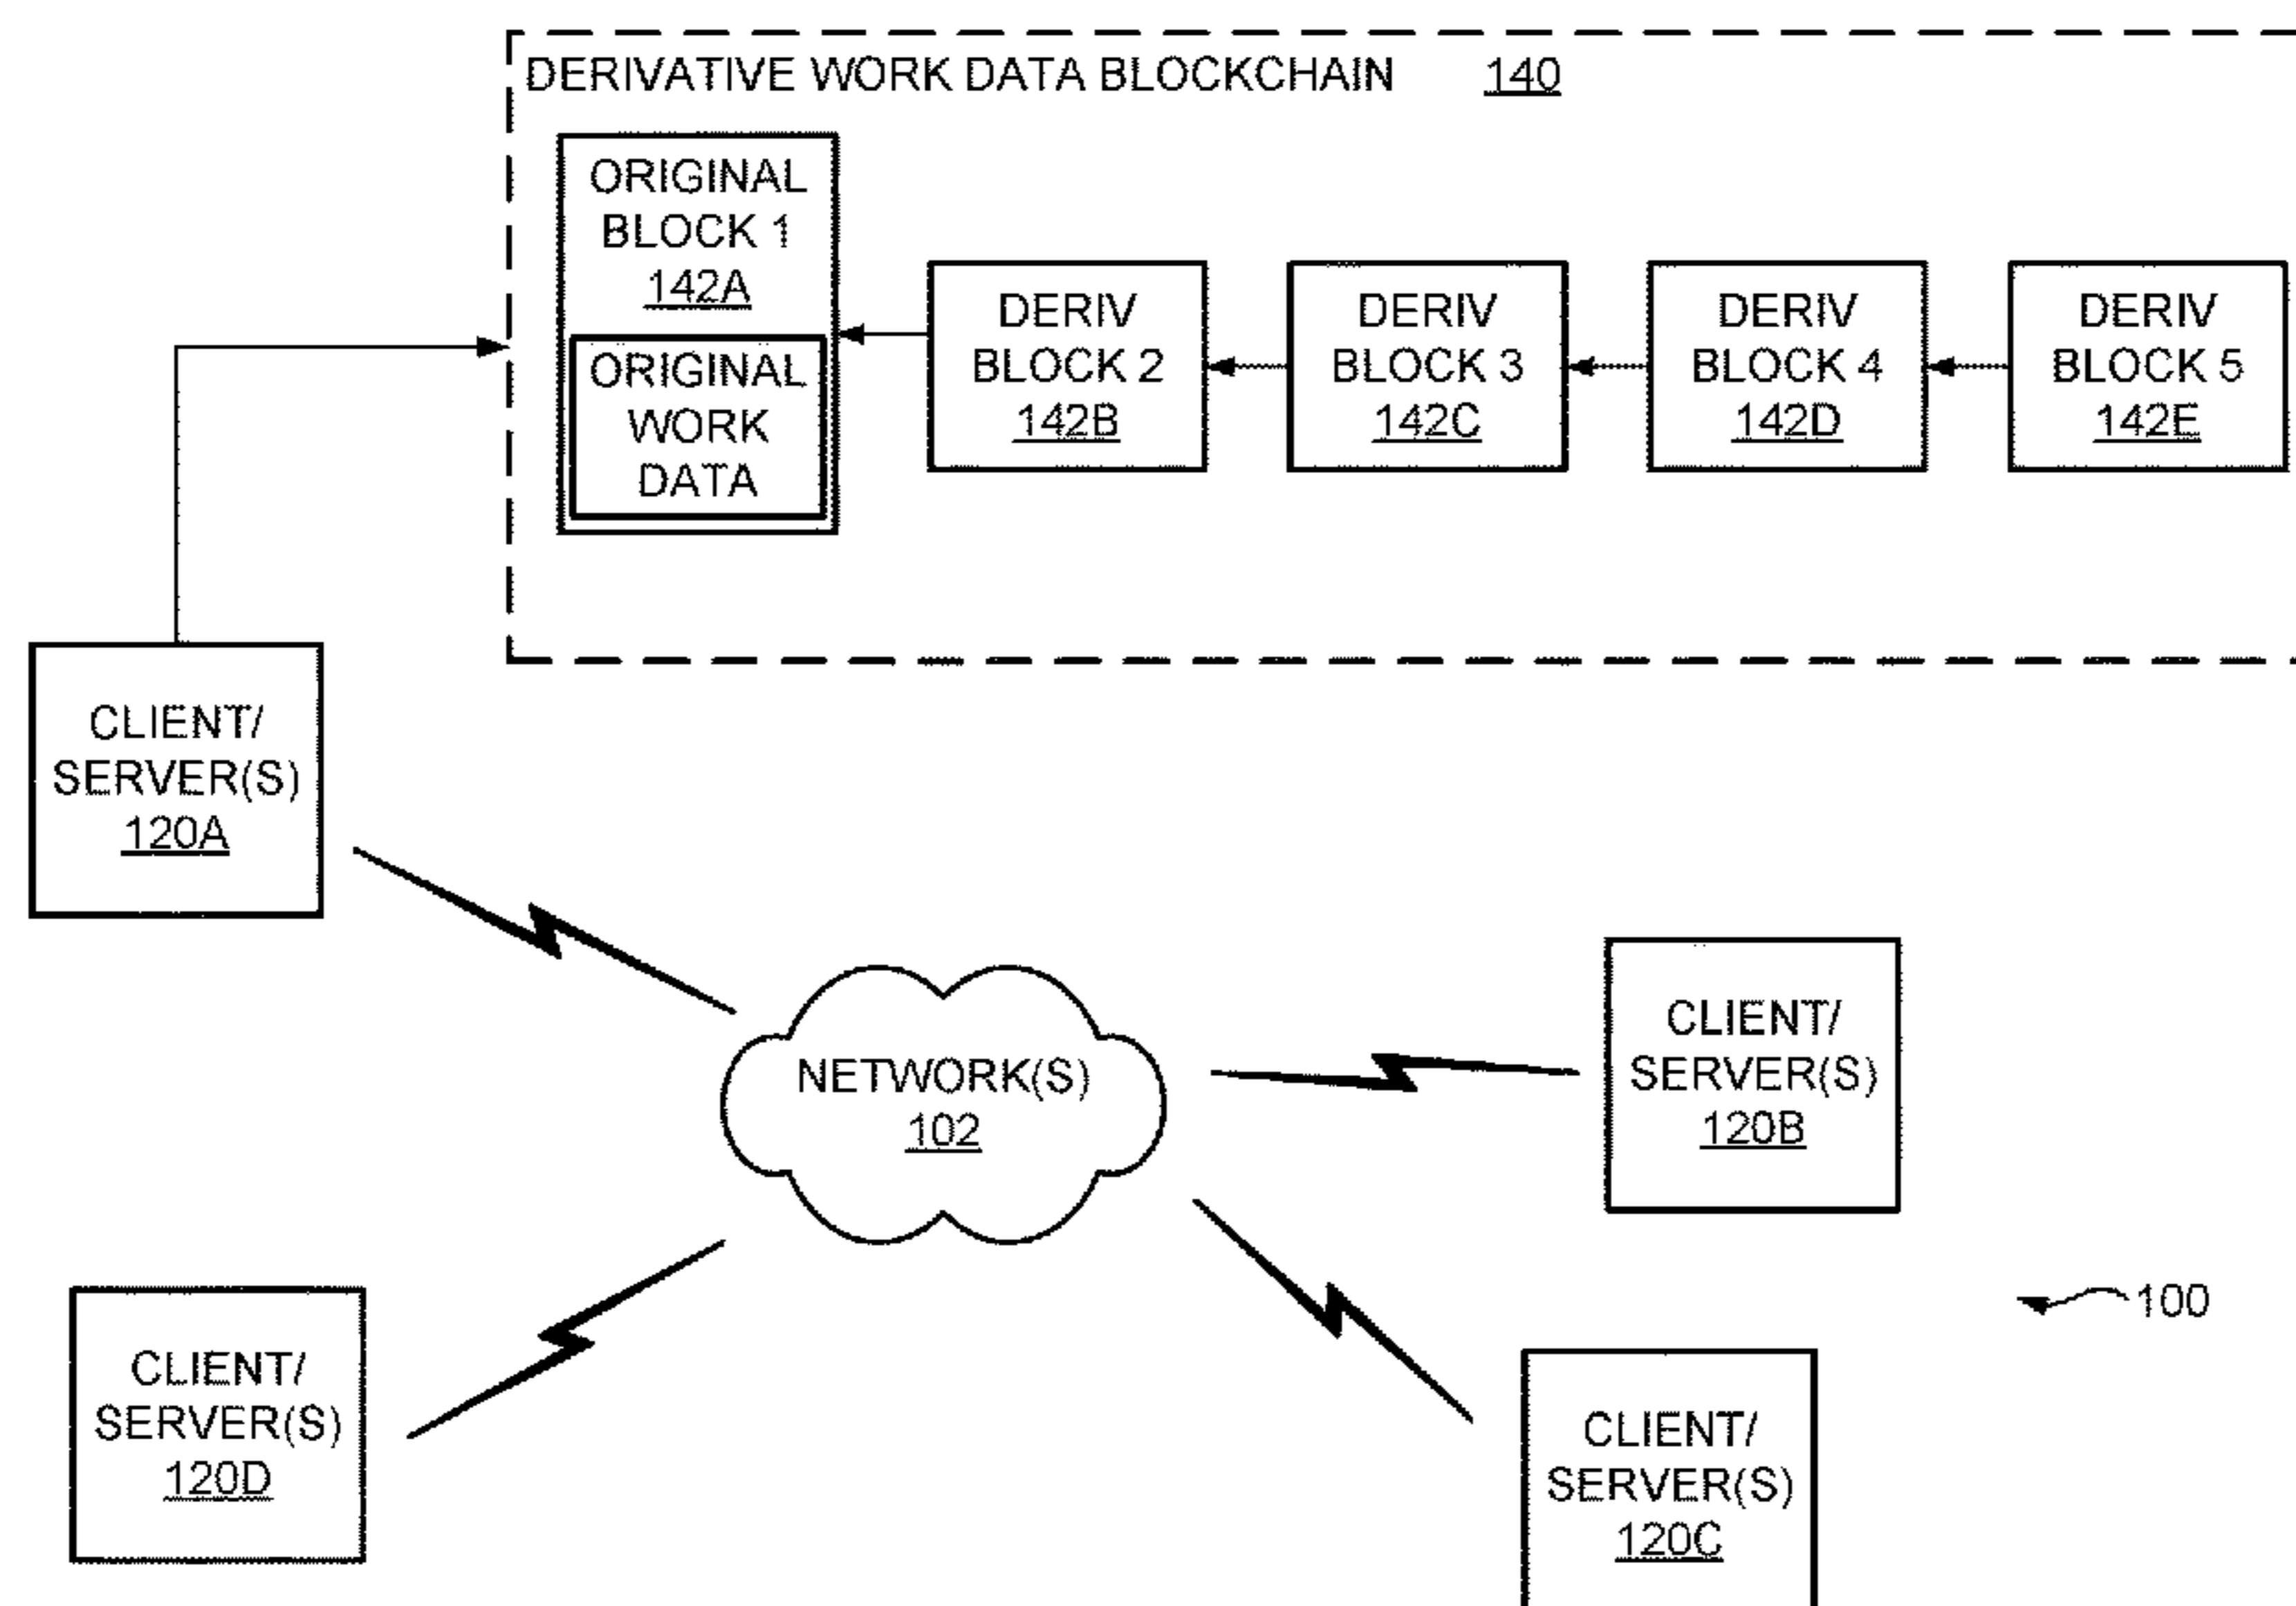 DERIVATIVE WORK DATA BLOCKCHAIN 140
ORIGINAL
BLOCK 1
142A
ORIGINAL
WORK
DATA
DERIV
BLOCK 2
142B
DERIV
BLOCK 3
142C
DERIV
BLOCK 4
142D
DERIV
BLOCK 5
142E
CLIENT/
SERVER(S)
120A
NETWORK(S)
102
CLIENT/
SERVER(S)
120B
100
CLIENT/
SERVER(S)
120D
CLIENT/
SERVER(S)
120C